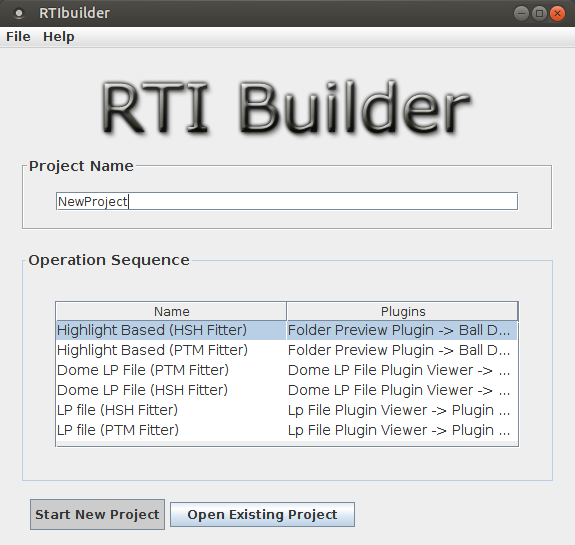 RTIbuilder
File Help
RTI Builder
Project Name
NewProject
Operation Sequence
Name Plugins
Highlight Based (HSH Fitter) Folder Preview Plugin -> Ball D...
Highlight Based (PTM Fitter) Folder Preview Plugin -> Ball D...
Dome LP File (PTM Fitter) Dome LP File Plugin Viewer -> ...
Dome LP File (HSH Fitter) Dome LP File Plugin Viewer -> ...
LP file (HSH Fitter) Lp File Plugin Viewer -> Plugin ...
LP file (PTM Fitter) Lp File Plugin Viewer -> Plugin ...
Start New Project Open Existing Project